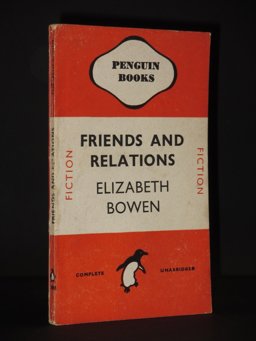 PENGUIN
BOOKS
FRIENDS AND
RELATIONS
ELIZABETH
BOWEN
FICTION
FICTION
COMPLETE
UNABRIDGED
FRIENDS AND RELATIONS